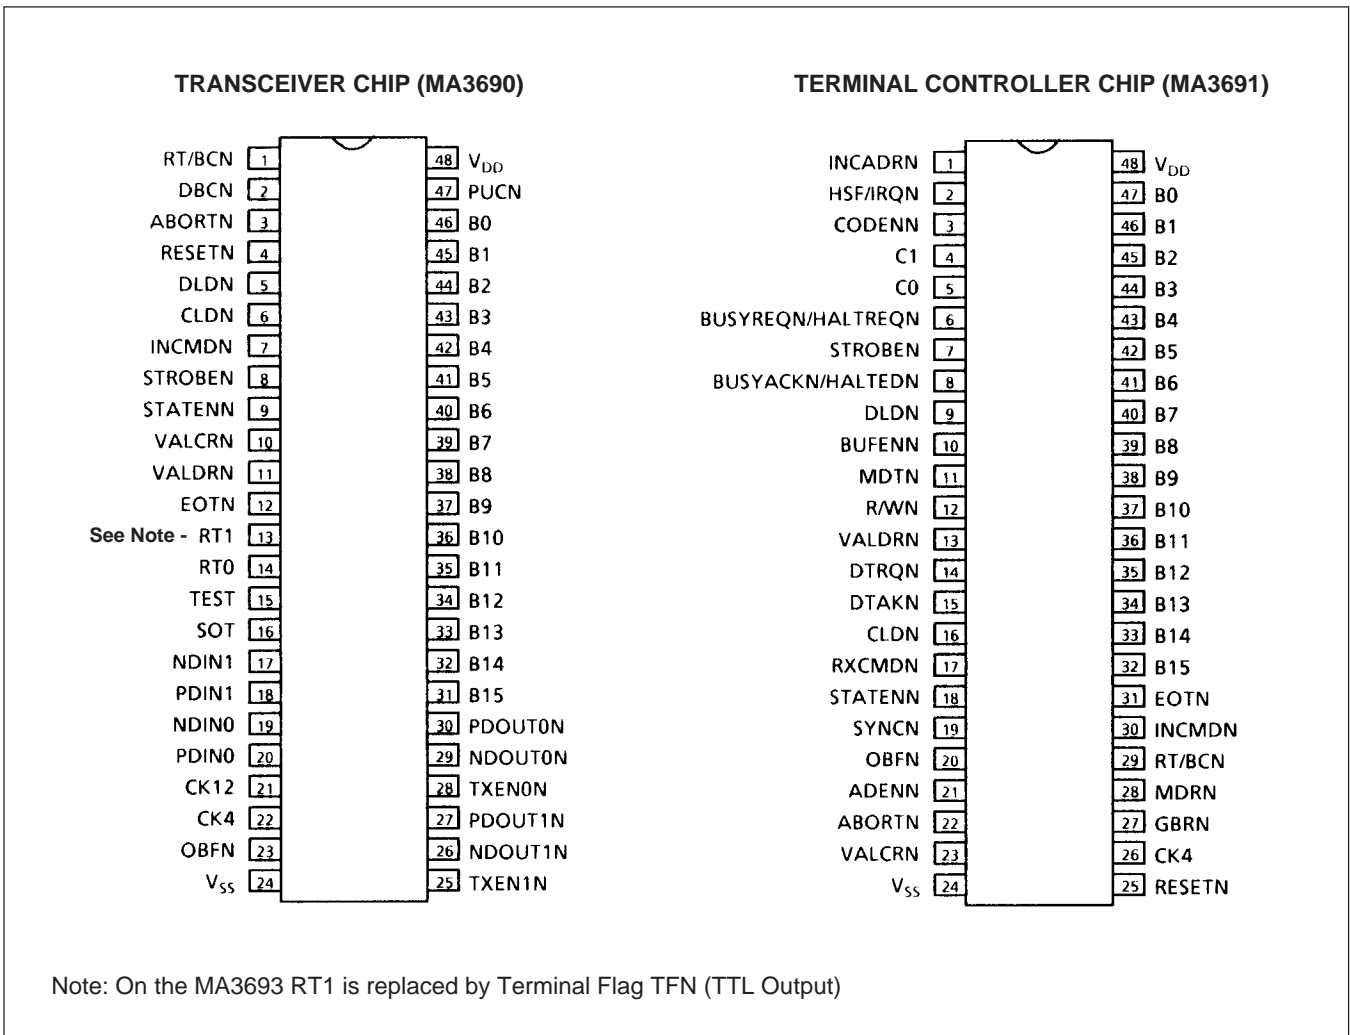 TRANSCEIVER CHIP (MA3690)
RT/BCN 1 48 VDD
DBCN 2 47 PUCN
ABORTN 3 46 B0
RESETN 4 45 B1
DLDN 5 44 B2
CLDN 6 43 B3
INCMDN 7 42 B4
STROBEN 8 41 B5
STATENN 9 40 B6
VALCRN 10 39 B7
VALDRN 11 38 B8
EOTN 12 37 B9
See Note - RT1 13 36 B10
RT0 14 35 B11
TEST 15 34 B12
SOT 16 33 B13
NDIN1 17 32 B14
PDIN1 18 31 B15
NDIN0 19 30 PDOUT0N
PDIN0 20 29 NDOUT0N
CK12 21 28 TXEN0N
CK4 22 27 PDOUT1N
OBFN 23 26 NDOUT1N
VSS 24 25 TXEN1N
TERMINAL CONTROLLER CHIP (MA3691)
INCADRN 1 48 VDD
HSF/IRQN 2 47 B0
CODENN 3 46 B1
C1 4 45 B2
C0 5 44 B3
BUSYREQN/HALTREQN 6 43 B4
STROBEN 7 42 B5
BUSYACKN/HALTEDN 8 41 B6
DLDN 9 40 B7
BUFENN 10 39 B8
MDTN 11 38 B9
R/WN 12 37 B10
VALDRN 13 36 B11
DTRQN 14 35 B12
DTAKN 15 34 B13
CLDN 16 33 B14
RXCMDN 17 32 B15
STATENN 18 31 EOTN
SYNCN 19 30 INCMDN
OBFN 20 29 RT/BCN
ADENN 21 28 MDRN
ABORTN 22 27 GBRN
VALCRN 23 26 CK4
VSS 24 25 RESETN
Note: On the MA3693 RT1 is replaced by Terminal Flag TFN (TTL Output)